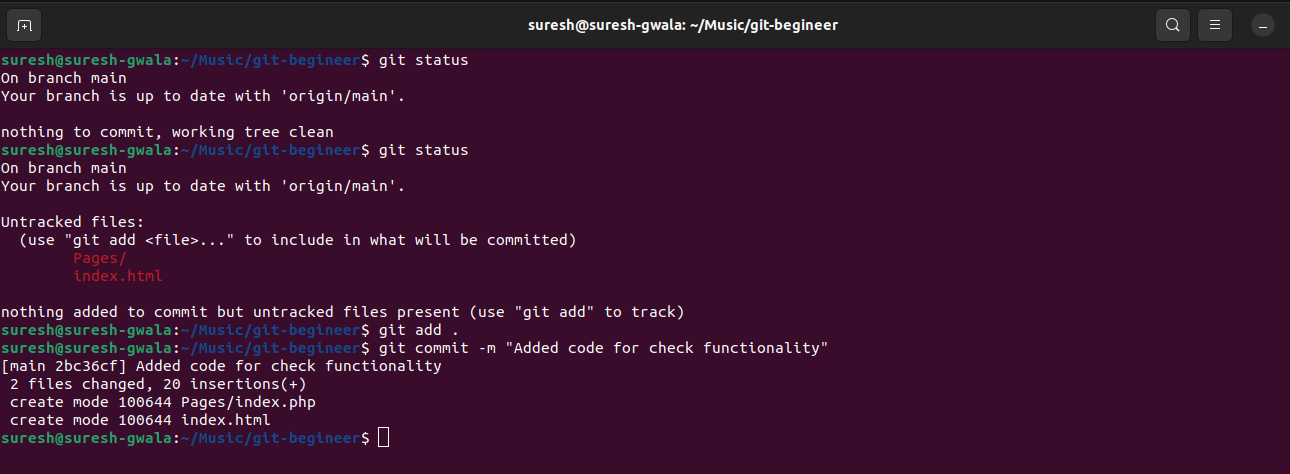 suresh@suresh-gwala: ~/Music/git-begineer
suresh@suresh-gwala:~/Music/git-begineer$ git status
On branch main
Your branch is up to date with 'origin/main'.

nothing to commit, working tree clean
suresh@suresh-gwala:~/Music/git-begineer$ git status
On branch main
Your branch is up to date with 'origin/main'.

Untracked files:
  (use "git add <file>..." to include in what will be committed)
        Pages/
        index.html

nothing added to commit but untracked files present (use "git add" to track)
suresh@suresh-gwala:~/Music/git-begineer$ git add .
suresh@suresh-gwala:~/Music/git-begineer$ git commit -m "Added code for check functionality"
[main 2bc36cf] Added code for check functionality
 2 files changed, 20 insertions(+)
 create mode 100644 Pages/index.php
 create mode 100644 index.html
suresh@suresh-gwala:~/Music/git-begineer$